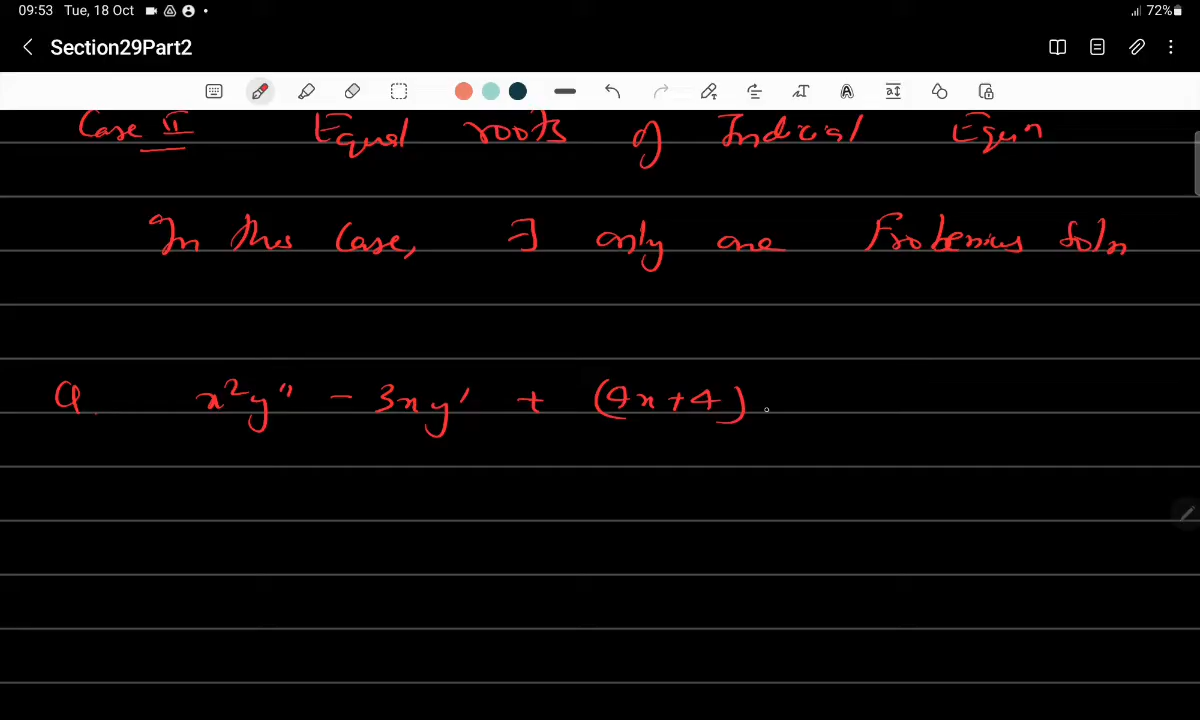 09:53 Tue, 18 Oct 72%
Section29Part2
Case II Equal roots of Indicial Equn
In this case, ∃ only one Frobenius Soln
Q. x²y'' - 3xy' + (4x+4)